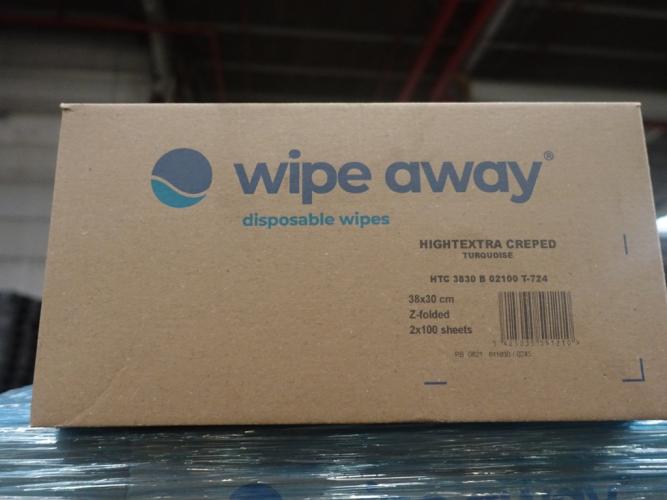 wipe away®
disposable wipes
HIGHTEXTRA CREPED
TURQUOISE
HTC 3830 B 02100 T-724
38x30 cm
Z-folded
2x100 sheets